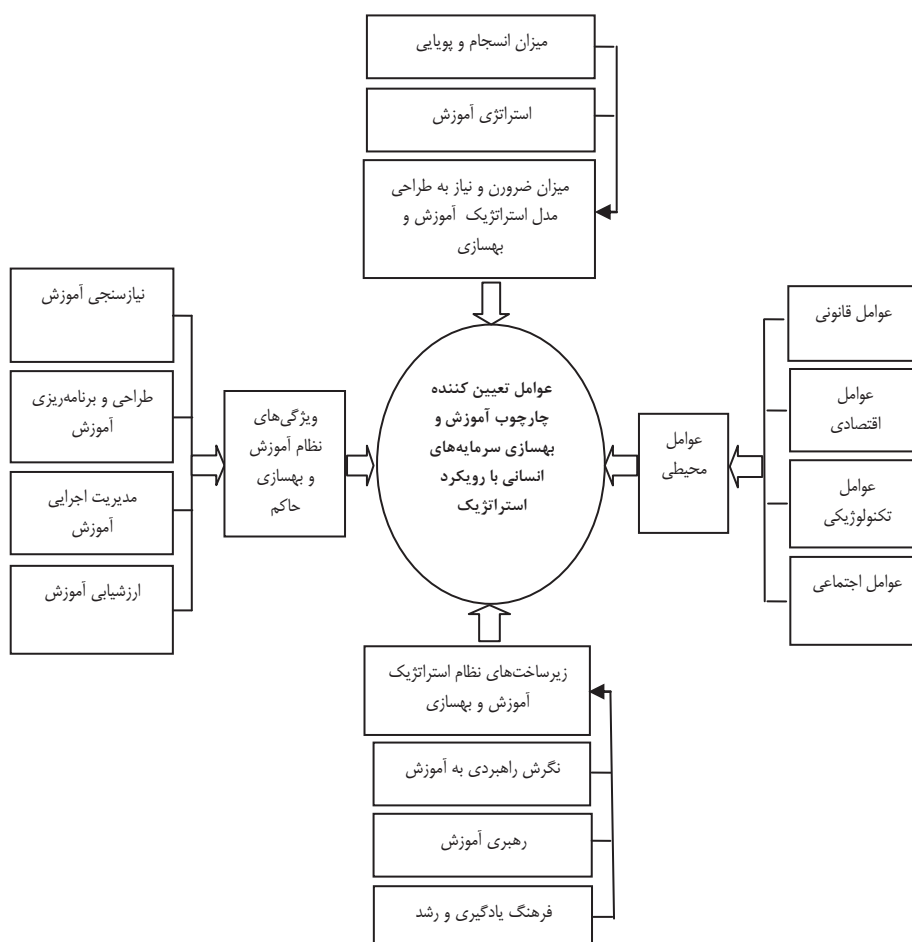 میزان انسجام و پویایی
استراتژی آموزش
میزان ضرورن و نیاز به طراحی
مدل استراتژیک آموزش و
بهسازی
عوامل قانونی
عوامل
اقتصادی
عوامل
تکنولوژیکی
عوامل اجتماعی
عوامل
محیطی
عوامل تعیین کننده
چارچوب آموزش و
بهسازی سرمایه‌های
انسانی با رویکرد
استراتژیک
ویژگی‌های
نظام آموزش
و بهسازی
حاکم
نیازسنجی آموزش
طراحی و برنامه‌ریزی
آموزش
مدیریت اجرایی
آموزش
ارزشیابی آموزش
زیرساخت‌های نظام استراتژیک
آموزش و بهسازی
نگرش راهبردی به آموزش
رهبری آموزش
فرهنگ یادگیری و رشد